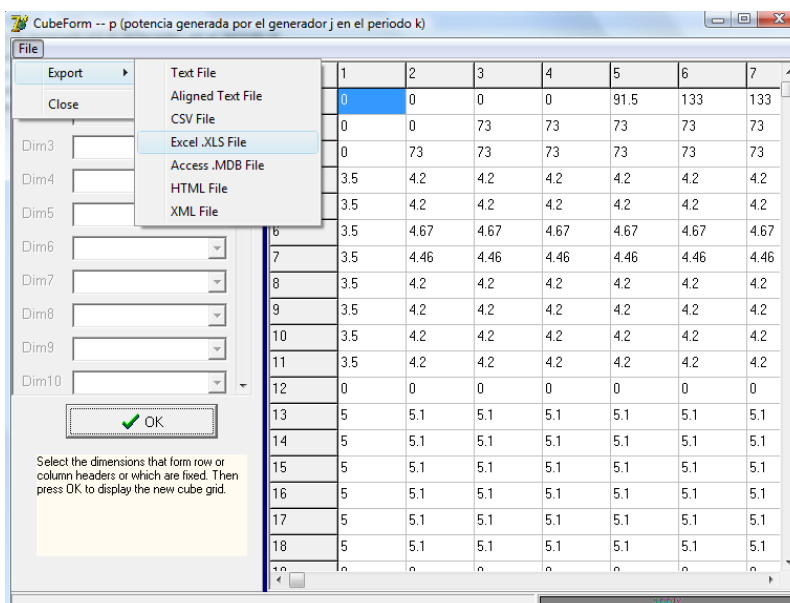 CubeForm -- p (potencia generada por el generador j en el periodo k)
File
Export
Close
Text File
Aligned Text File
CSV File
Excel .XLS File
Access .MDB File
HTML File
XML File
Dim3
Dim4
Dim5
Dim6
Dim7
Dim8
Dim9
Dim10
OK
Select the dimensions that form row or
column headers or which are fixed. Then
press OK to display the new cube grid.
1 2 3 4 5 6 7
0 0 0 0 91.5 133 133
0 0 73 73 73 73 73
0 73 73 73 73 73 73
3.5 4.2 4.2 4.2 4.2 4.2 4.2
3.5 4.2 4.2 4.2 4.2 4.2 4.2
6 3.5 4.67 4.67 4.67 4.67 4.67 4.67
7 3.5 4.46 4.46 4.46 4.46 4.46 4.46
8 3.5 4.2 4.2 4.2 4.2 4.2 4.2
9 3.5 4.2 4.2 4.2 4.2 4.2 4.2
10 3.5 4.2 4.2 4.2 4.2 4.2 4.2
11 3.5 4.2 4.2 4.2 4.2 4.2 4.2
12 0 0 0 0 0 0 0
13 5 5.1 5.1 5.1 5.1 5.1 5.1
14 5 5.1 5.1 5.1 5.1 5.1 5.1
15 5 5.1 5.1 5.1 5.1 5.1 5.1
16 5 5.1 5.1 5.1 5.1 5.1 5.1
17 5 5.1 5.1 5.1 5.1 5.1 5.1
18 5 5.1 5.1 5.1 5.1 5.1 5.1